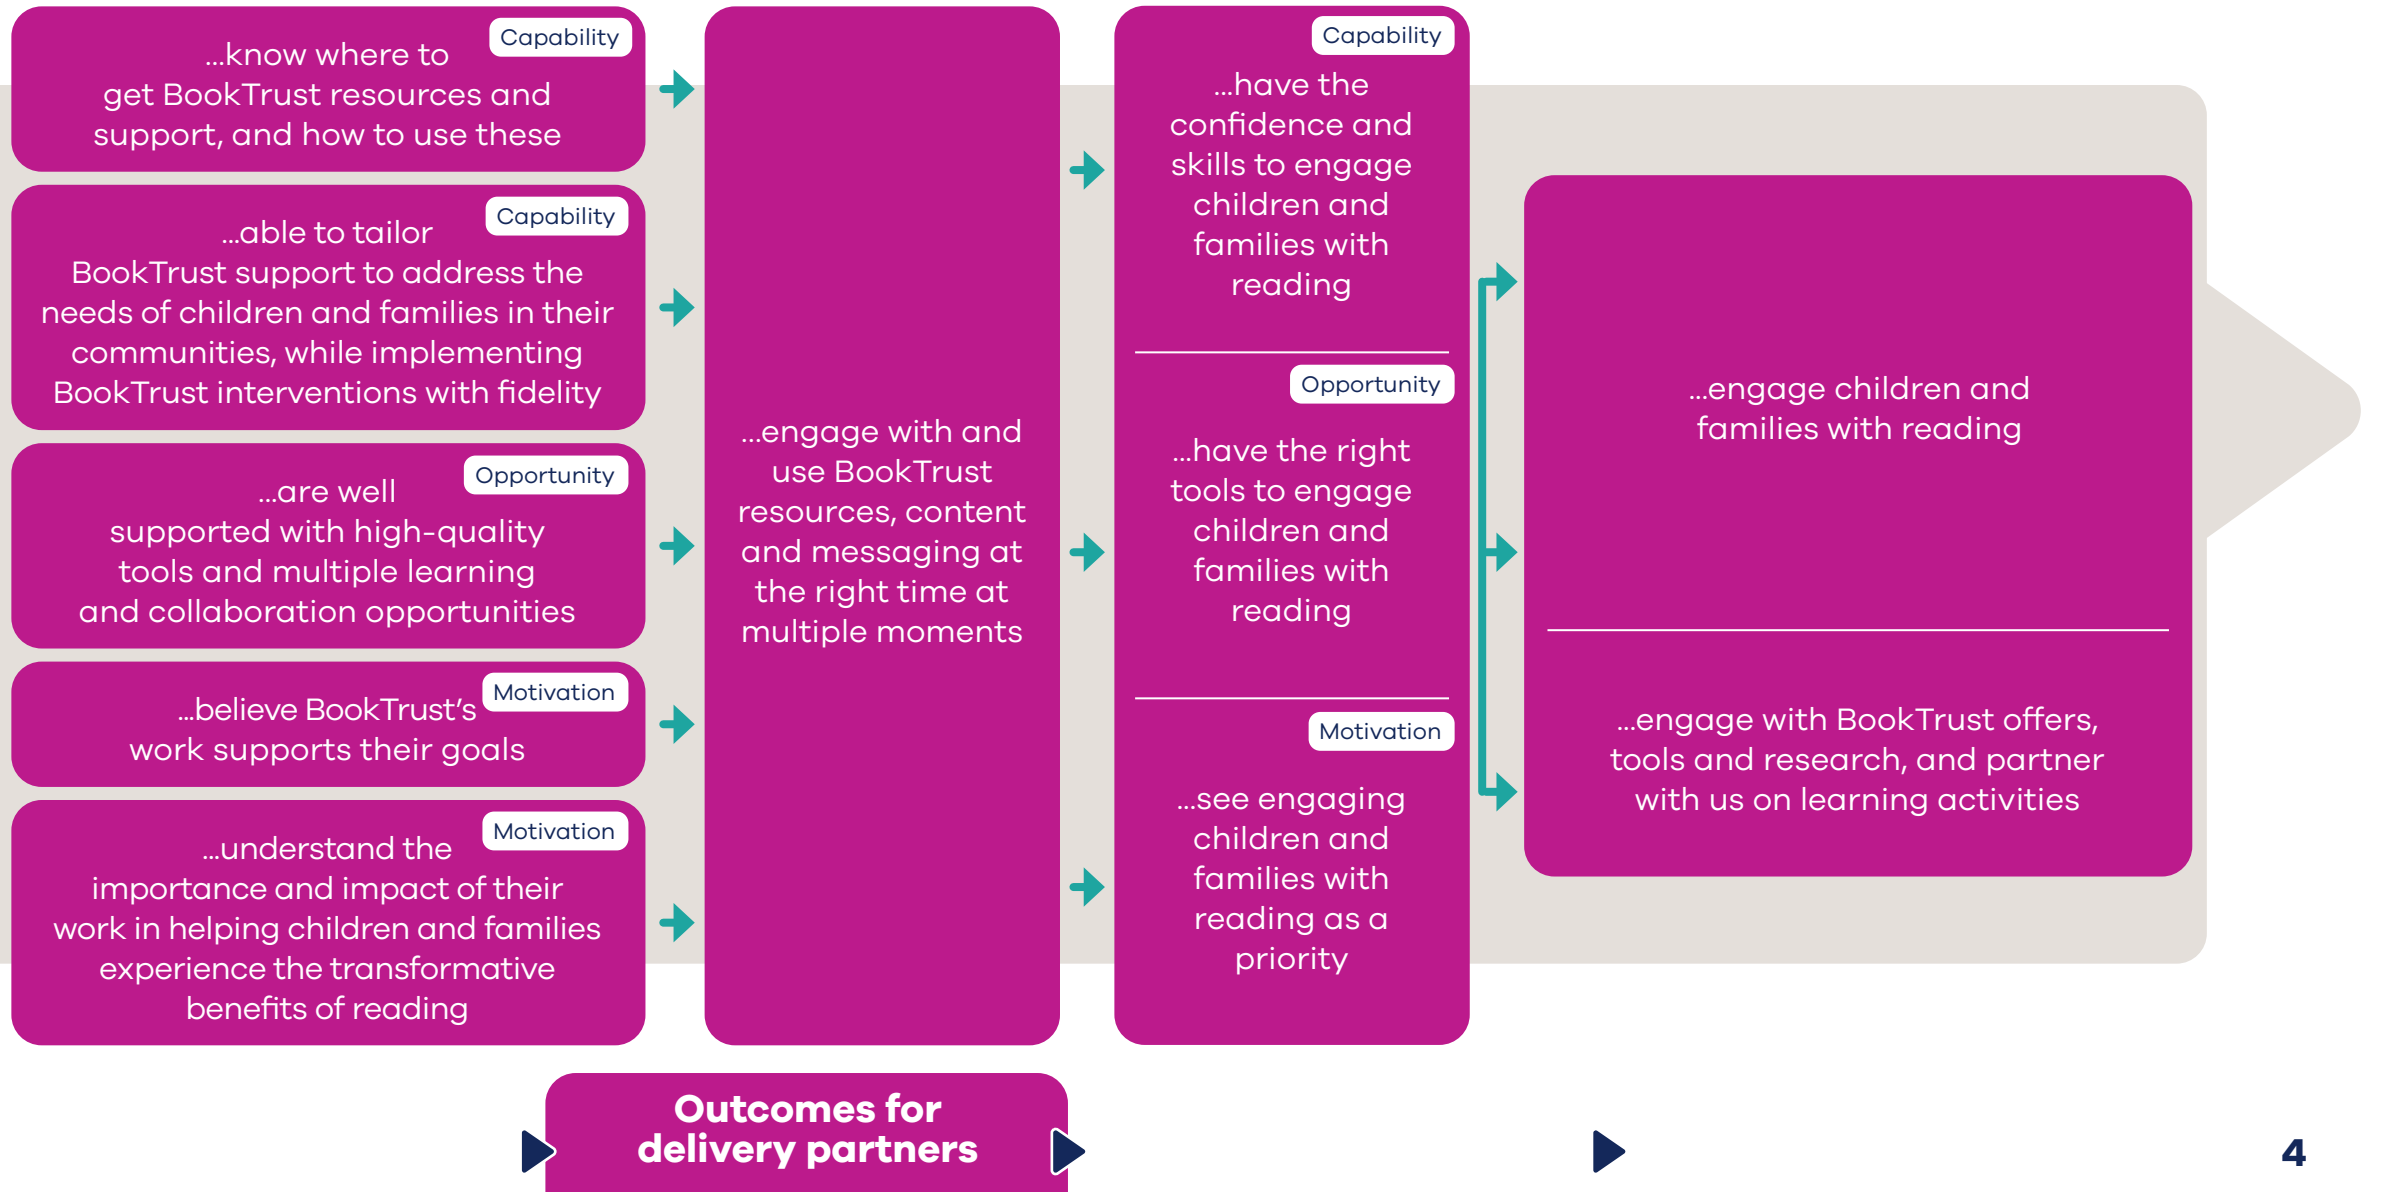 Capability
...know where to
get BookTrust resources and
support, and how to use these
Capability
...able to tailor
BookTrust support to address the
needs of children and families in their
communities, while implementing
BookTrust interventions with fidelity
Opportunity
...are well
supported with high-quality
tools and multiple learning
and collaboration opportunities
Motivation
...believe BookTrust’s
work supports their goals
Motivation
...understand the
importance and impact of their
work in helping children and families
experience the transformative
benefits of reading
...engage with and
use BookTrust
resources, content
and messaging at
the right time at
multiple moments
Capability
...have the
confidence and
skills to engage
children and
families with
reading
Opportunity
...have the right
tools to engage
children and
families with
reading
Motivation
...see engaging
children and
families with
reading as a
priority
...engage children and
families with reading
...engage with BookTrust offers,
tools and research, and partner
with us on learning activities
Outcomes for
delivery partners
4